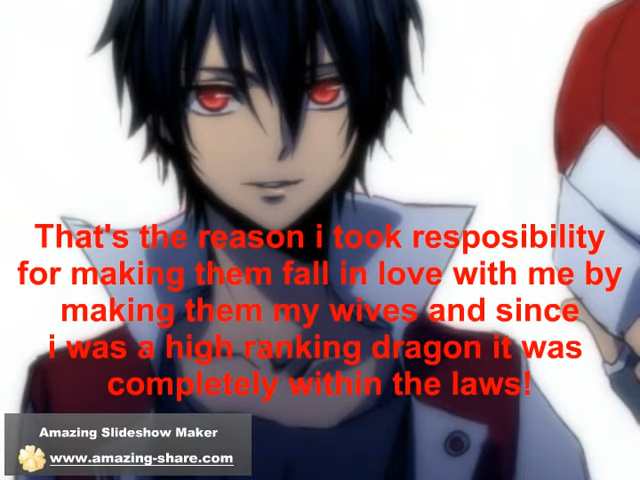 That's the reason i took resposibility
for making them fall in love with me by
making them my wives and since
i was a high ranking dragon it was
completely within the laws!
Amazing Slideshow Maker
www.amazing-share.com